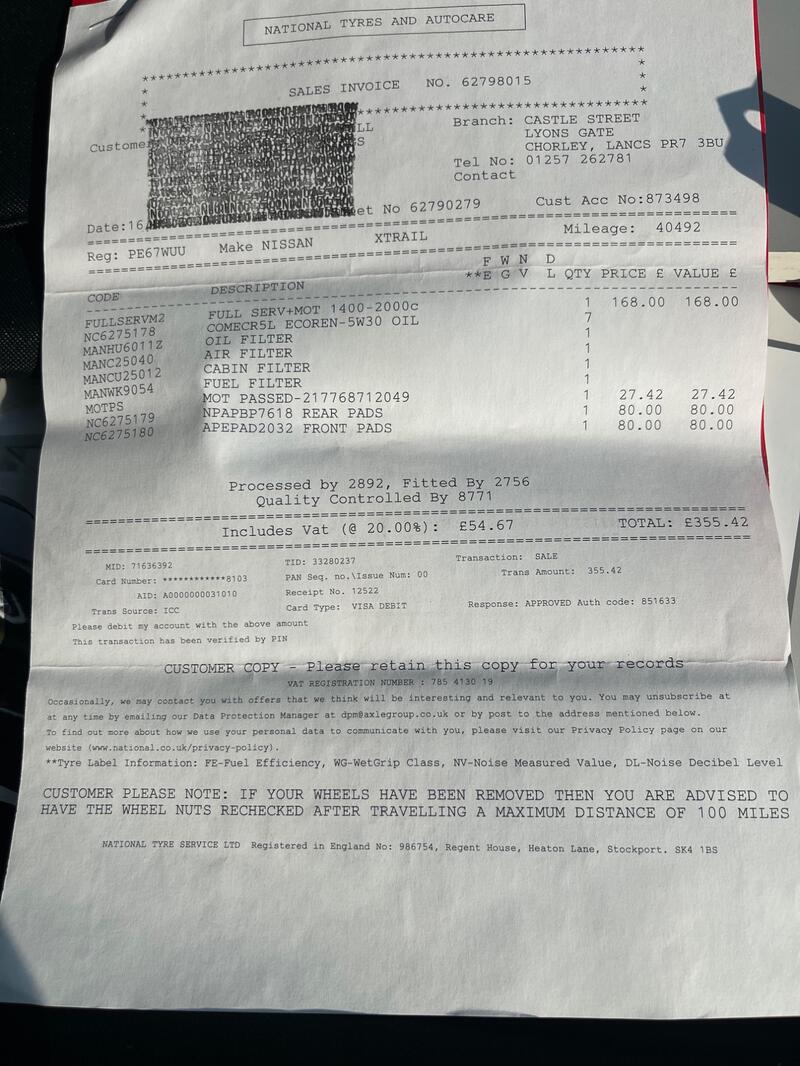 NATIONAL TYRES AND AUTOCARE
SALES INVOICE NO. 62798015
Branch: CASTLE STREET
LYONS GATE
CHORLEY, LANCS PR7 3BU
Tel No: 01257 262781
Contact
Custome
LL
S
Date:16
et No 62790279 Cust Acc No:873498
Reg: PE67WUU Make NISSAN XTRAIL Mileage: 40492
F W N D
**E G V L QTY PRICE £ VALUE £
CODE DESCRIPTION
FULLSERVM2 FULL SERV+MOT 1400-2000c 1 168.00 168.00
NC6275178 COMECR5L ECOREN-5W30 OIL 7
MANHU6011Z OIL FILTER 1
MANC25040 AIR FILTER 1
MANCU25012 CABIN FILTER 1
MANWK9054 FUEL FILTER 1
MOTPS MOT PASSED-217768712049 1 27.42 27.42
NC6275179 NPAPBP7618 REAR PADS 1 80.00 80.00
NC6275180 APEPAD2032 FRONT PADS 1 80.00 80.00
Processed by 2892, Fitted By 2756
Quality Controlled By 8771
Includes Vat (@ 20.00%): £54.67 TOTAL: £355.42
MID: 71636392 TID: 33280237 Transaction: SALE
Card Number: ************8103 PAN Seq. no.\Issue Num: 00 Trans Amount: 355.42
AID: A0000000031010 Receipt No. 12522
Trans Source: ICC Card Type: VISA DEBIT Response: APPROVED Auth code: 851633
Please debit my account with the above amount
This transaction has been verified by PIN
CUSTOMER COPY - Please retain this copy for your records
VAT REGISTRATION NUMBER : 785 4130 19
Occasionally, we may contact you with offers that we think will be interesting and relevant to you. You may unsubscribe at
at any time by emailing our Data Protection Manager at dpm@axlegroup.co.uk or by post to the address mentioned below.
To find out more about how we use your personal data to communicate with you, please visit our Privacy Policy page on our
website (www.national.co.uk/privacy-policy).
**Tyre Label Information: FE-Fuel Efficiency, WG-WetGrip Class, NV-Noise Measured Value, DL-Noise Decibel Level
CUSTOMER PLEASE NOTE: IF YOUR WHEELS HAVE BEEN REMOVED THEN YOU ARE ADVISED TO
HAVE THE WHEEL NUTS RECHECKED AFTER TRAVELLING A MAXIMUM DISTANCE OF 100 MILES
NATIONAL TYRE SERVICE LTD Registered in England No: 986754, Regent House, Heaton Lane, Stockport. SK4 1BS